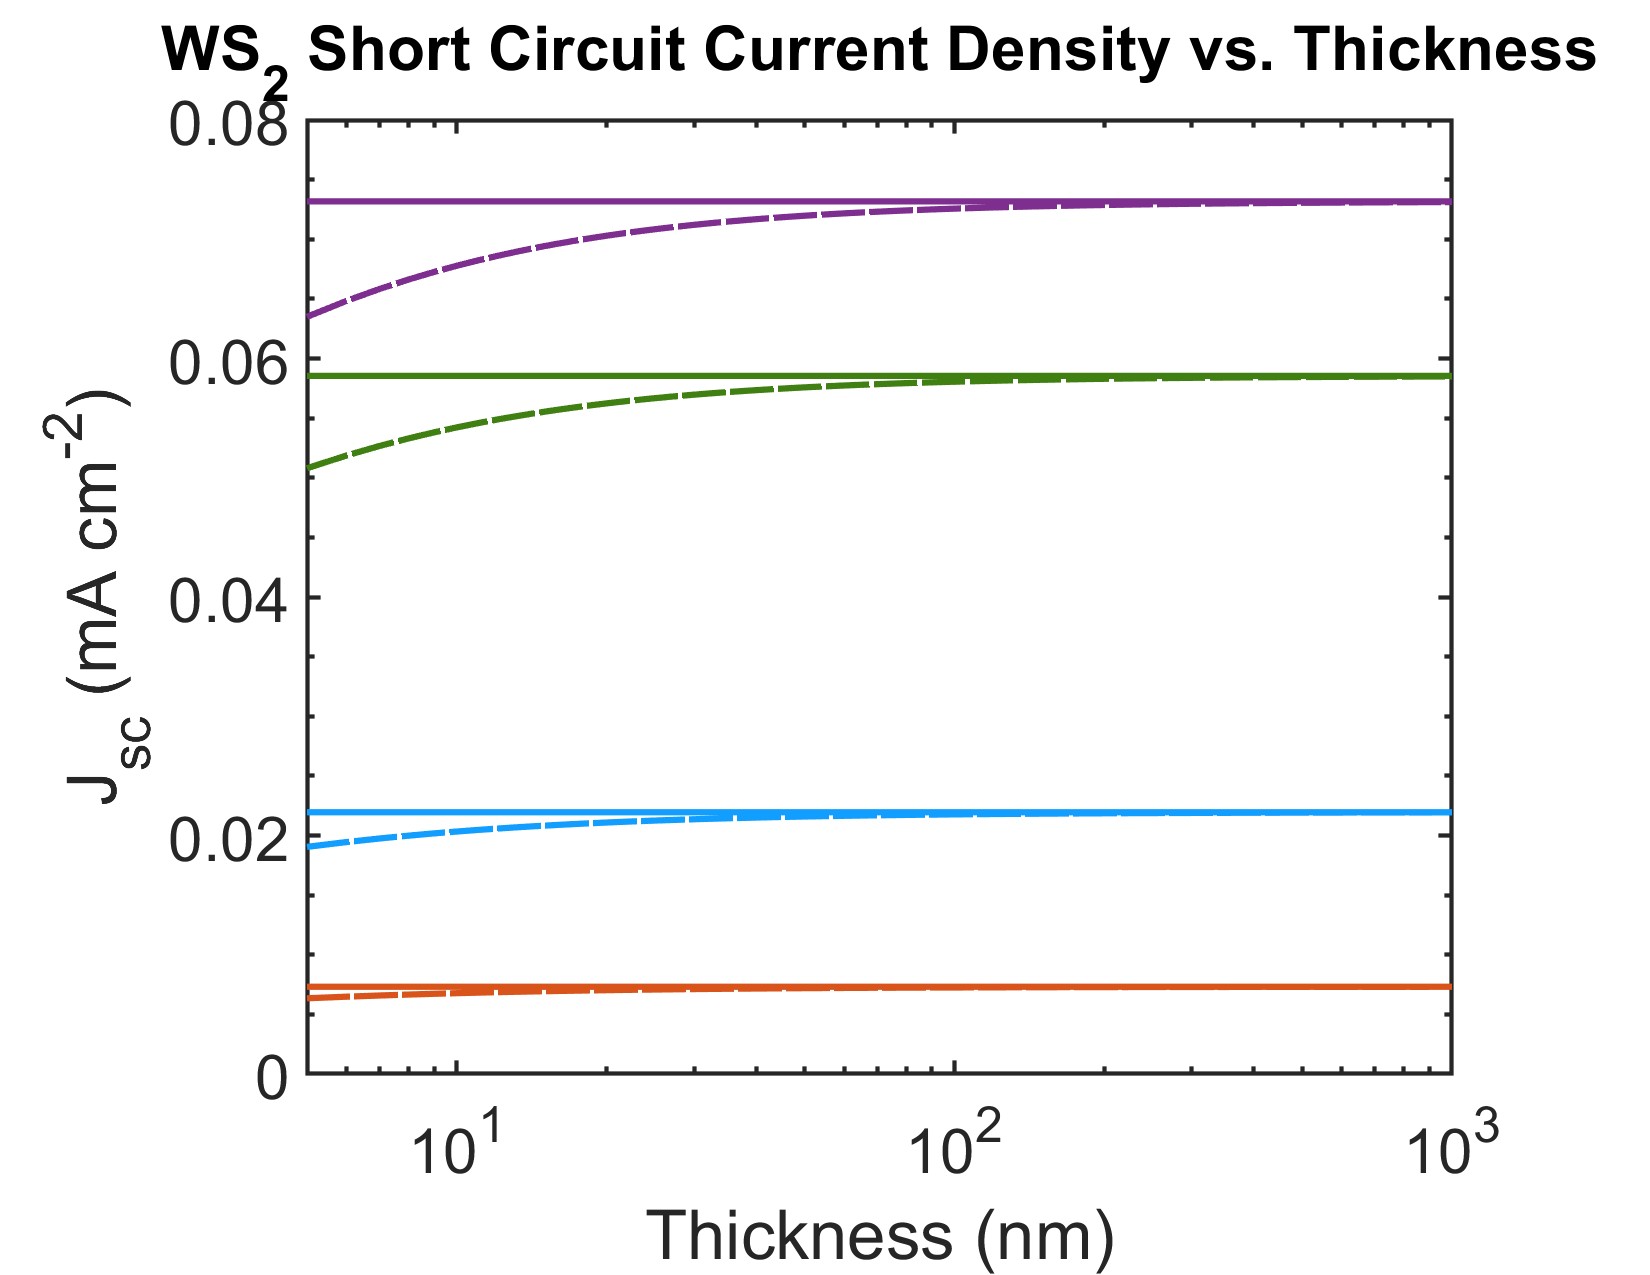 WS2 Short Circuit Current Density vs. Thickness
0.08
0.06
0.04
0.02
0
Jsc (mA cm-2)
10^1 10^2 10^3
Thickness (nm)